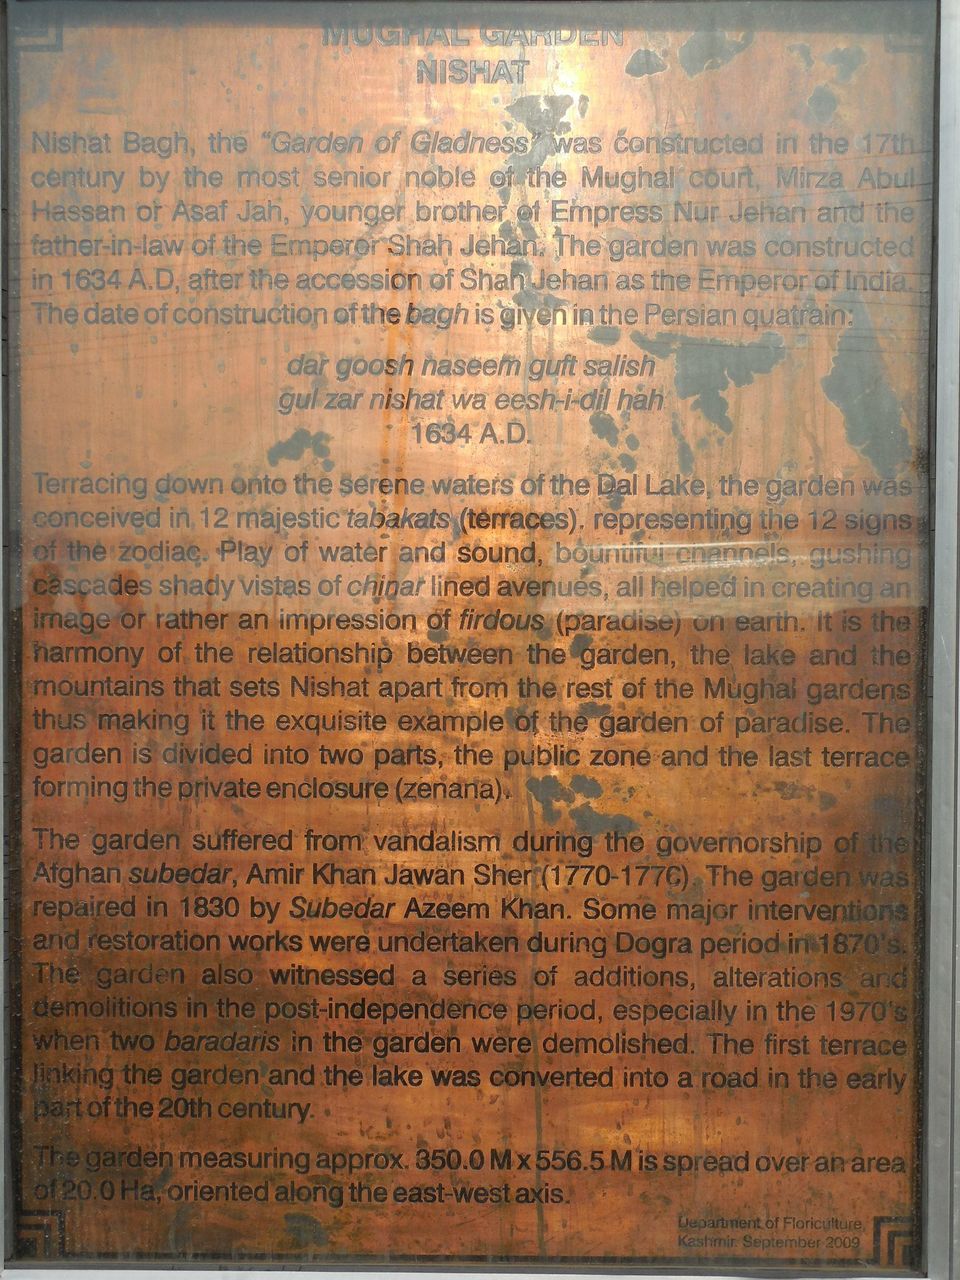 MUGHAL GARDEN
NISHAT
Nishat Bagh, the "Garden of Gladness" was constructed in the 17th
century by the most senior noble of the Mughal court, Mirza Abul
Hassan or Asaf Jah, younger brother of Empress Nur Jehan and the
father-in-law of the Emperor Shah Jehan. The garden was constructed
in 1634 A.D, after the accession of Shah Jehan as the Emperor of India.
The date of construction of the bagh is given in the Persian quatrain:
dar goosh naseem guft salish
gul zar nishat wa eesh-i-dil hah
1634 A.D.
Terracing down onto the serene waters of the Dal Lake, the garden was
conceived in 12 majestic tabakats (terraces), representing the 12 signs
of the zodiac. Play of water and sound, bountiful channels, gushing
cascades shady vistas of chinar lined avenues, all helped in creating an
image or rather an impression of firdous (paradise) on earth. It is the
harmony of the relationship between the garden, the lake and the
mountains that sets Nishat apart from the rest of the Mughal gardens
thus making it the exquisite example of the garden of paradise. The
garden is divided into two parts, the public zone and the last terrace
forming the private enclosure (zenana).
The garden suffered from vandalism during the governorship of the
Afghan subedar, Amir Khan Jawan Sher (1770-1776). The garden was
repaired in 1830 by Subedar Azeem Khan. Some major interventions
and restoration works were undertaken during Dogra period in 1870's.
The garden also witnessed a series of additions, alterations and
demolitions in the post-independence period, especially in the 1970's
when two baradaris in the garden were demolished. The first terrace
linking the garden and the lake was converted into a road in the early
part of the 20th century.
The garden measuring approx. 350.0 M x 556.5 M is spread over an area
of 20.0 Ha, oriented along the east-west axis.
Department of Floriculture,
Kashmir. September 2009